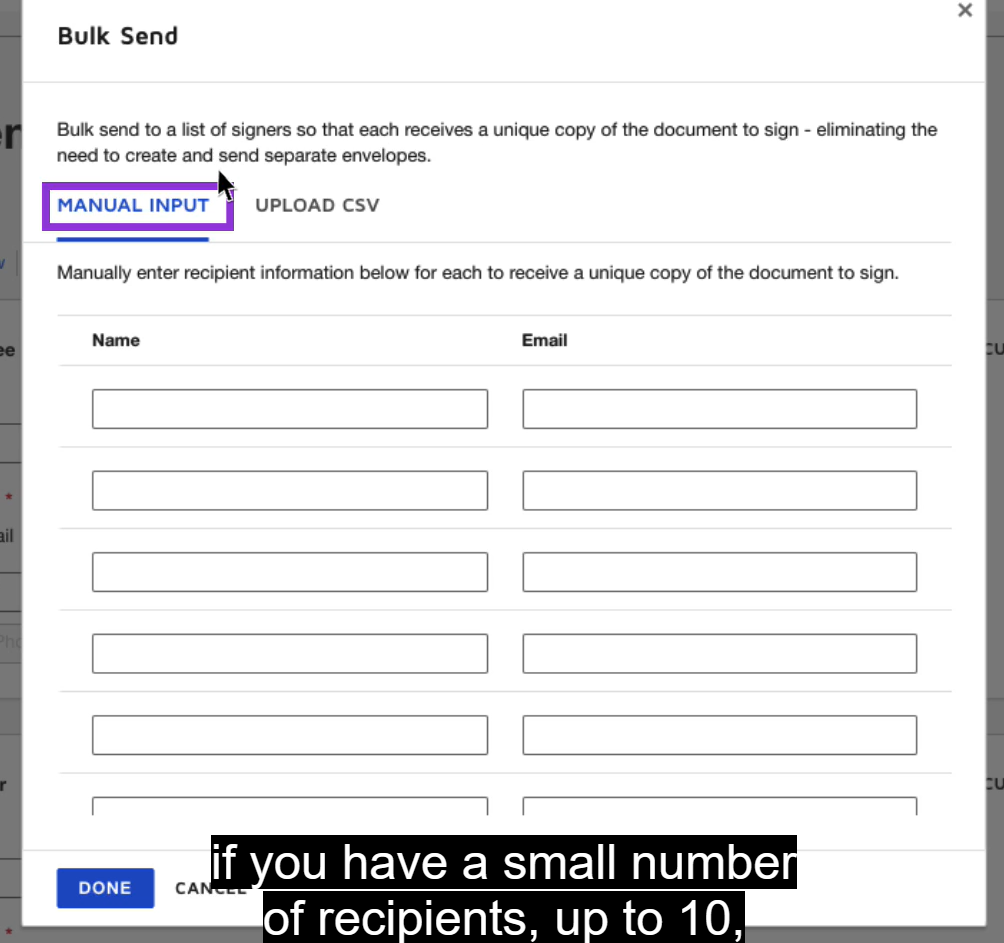 ×
Bulk Send
Bulk send to a list of signers so that each receives a unique copy of the document to sign - eliminating the
need to create and send separate envelopes.
MANUAL INPUT UPLOAD CSV
Manually enter recipient information below for each to receive a unique copy of the document to sign.
Name Email
DONE CANCEL
if you have a small number
of recipients, up to 10,